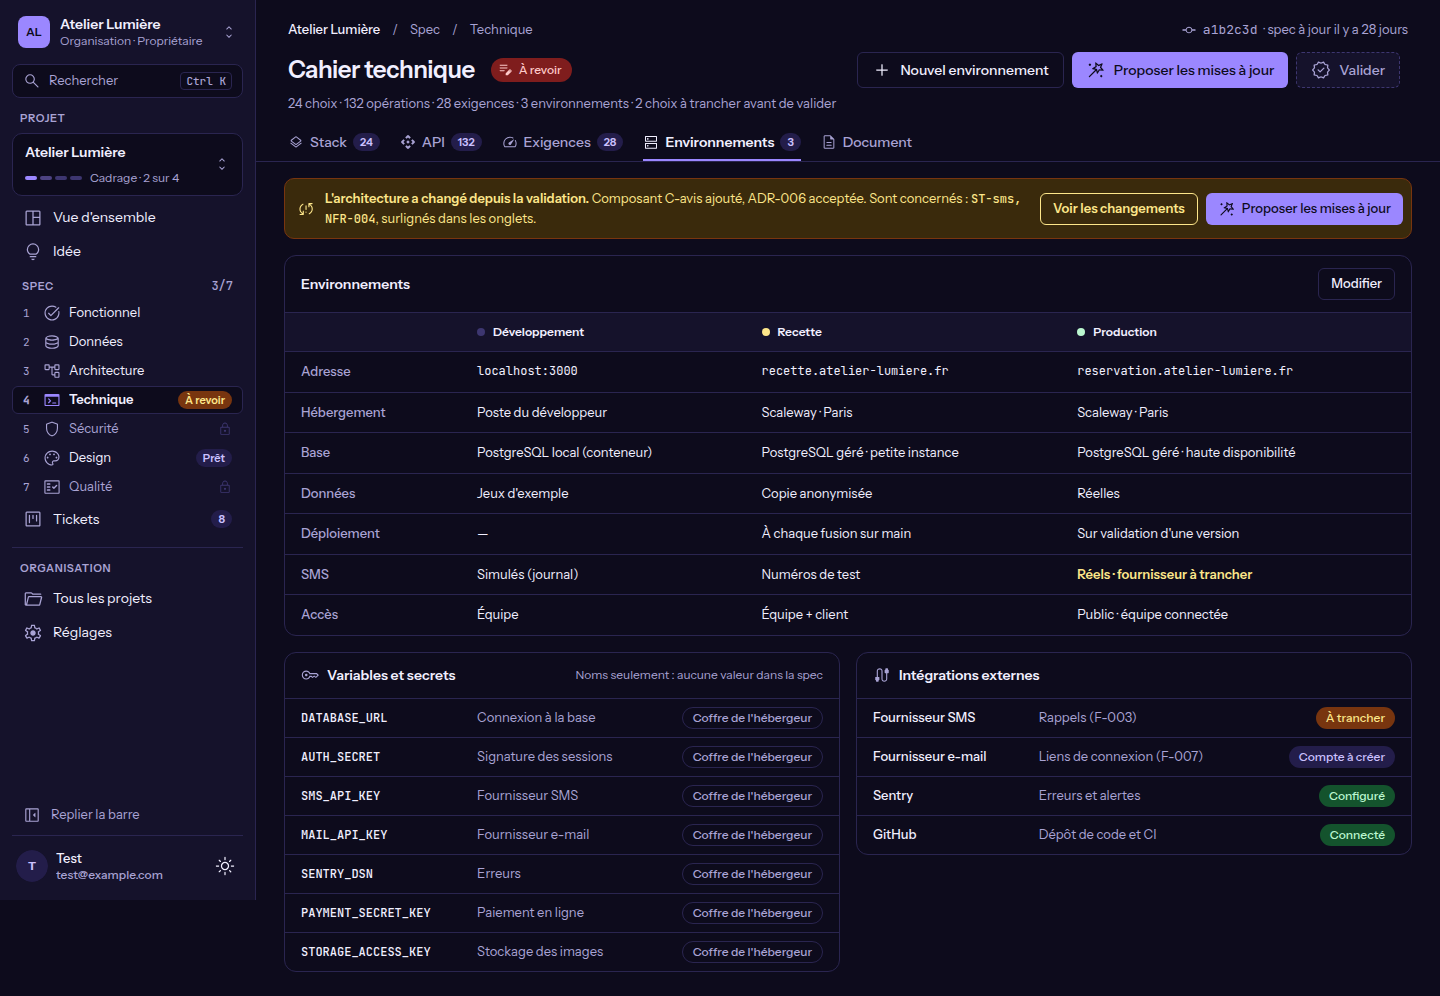 AL
Atelier Lumière
Organisation · Propriétaire
Rechercher
Ctrl K
PROJET
Atelier Lumière
Cadrage · 2 sur 4
Vue d'ensemble
Idée
SPEC 3/7
1 Fonctionnel
2 Données
3 Architecture
4 Technique À revoir
5 Sécurité
6 Design Prêt
7 Qualité
Tickets 8
ORGANISATION
Tous les projets
Réglages
Replier la barre
T
Test
test@example.com
Atelier Lumière / Spec / Technique
a1b2c3d · spec à jour il y a 28 jours
Cahier technique À revoir
Nouvel environnement
Proposer les mises à jour
Valider
24 choix · 132 opérations · 28 exigences · 3 environnements · 2 choix à trancher avant de valider
Stack 24 API 132 Exigences 28 Environnements 3 Document
L'architecture a changé depuis la validation. Composant C-avis ajouté, ADR-006 acceptée. Sont concernés : ST-sms,
NFR-004, surlignés dans les onglets.
Voir les changements
Proposer les mises à jour
Environnements
Modifier
Développement Recette Production
Adresse localhost:3000 recette.atelier-lumiere.fr reservation.atelier-lumiere.fr
Hébergement Poste du développeur Scaleway · Paris Scaleway · Paris
Base PostgreSQL local (conteneur) PostgreSQL géré · petite instance PostgreSQL géré · haute disponibilité
Données Jeux d'exemple Copie anonymisée Réelles
Déploiement — À chaque fusion sur main Sur validation d'une version
SMS Simulés (journal) Numéros de test Réels · fournisseur à trancher
Accès Équipe Équipe + client Public · équipe connectée
Variables et secrets Noms seulement : aucune valeur dans la spec
DATABASE_URL Connexion à la base Coffre de l'hébergeur
AUTH_SECRET Signature des sessions Coffre de l'hébergeur
SMS_API_KEY Fournisseur SMS Coffre de l'hébergeur
MAIL_API_KEY Fournisseur e-mail Coffre de l'hébergeur
SENTRY_DSN Erreurs Coffre de l'hébergeur
PAYMENT_SECRET_KEY Paiement en ligne Coffre de l'hébergeur
STORAGE_ACCESS_KEY Stockage des images Coffre de l'hébergeur
Intégrations externes
Fournisseur SMS Rappels (F-003) À trancher
Fournisseur e-mail Liens de connexion (F-007) Compte à créer
Sentry Erreurs et alertes Configuré
GitHub Dépôt de code et CI Connecté